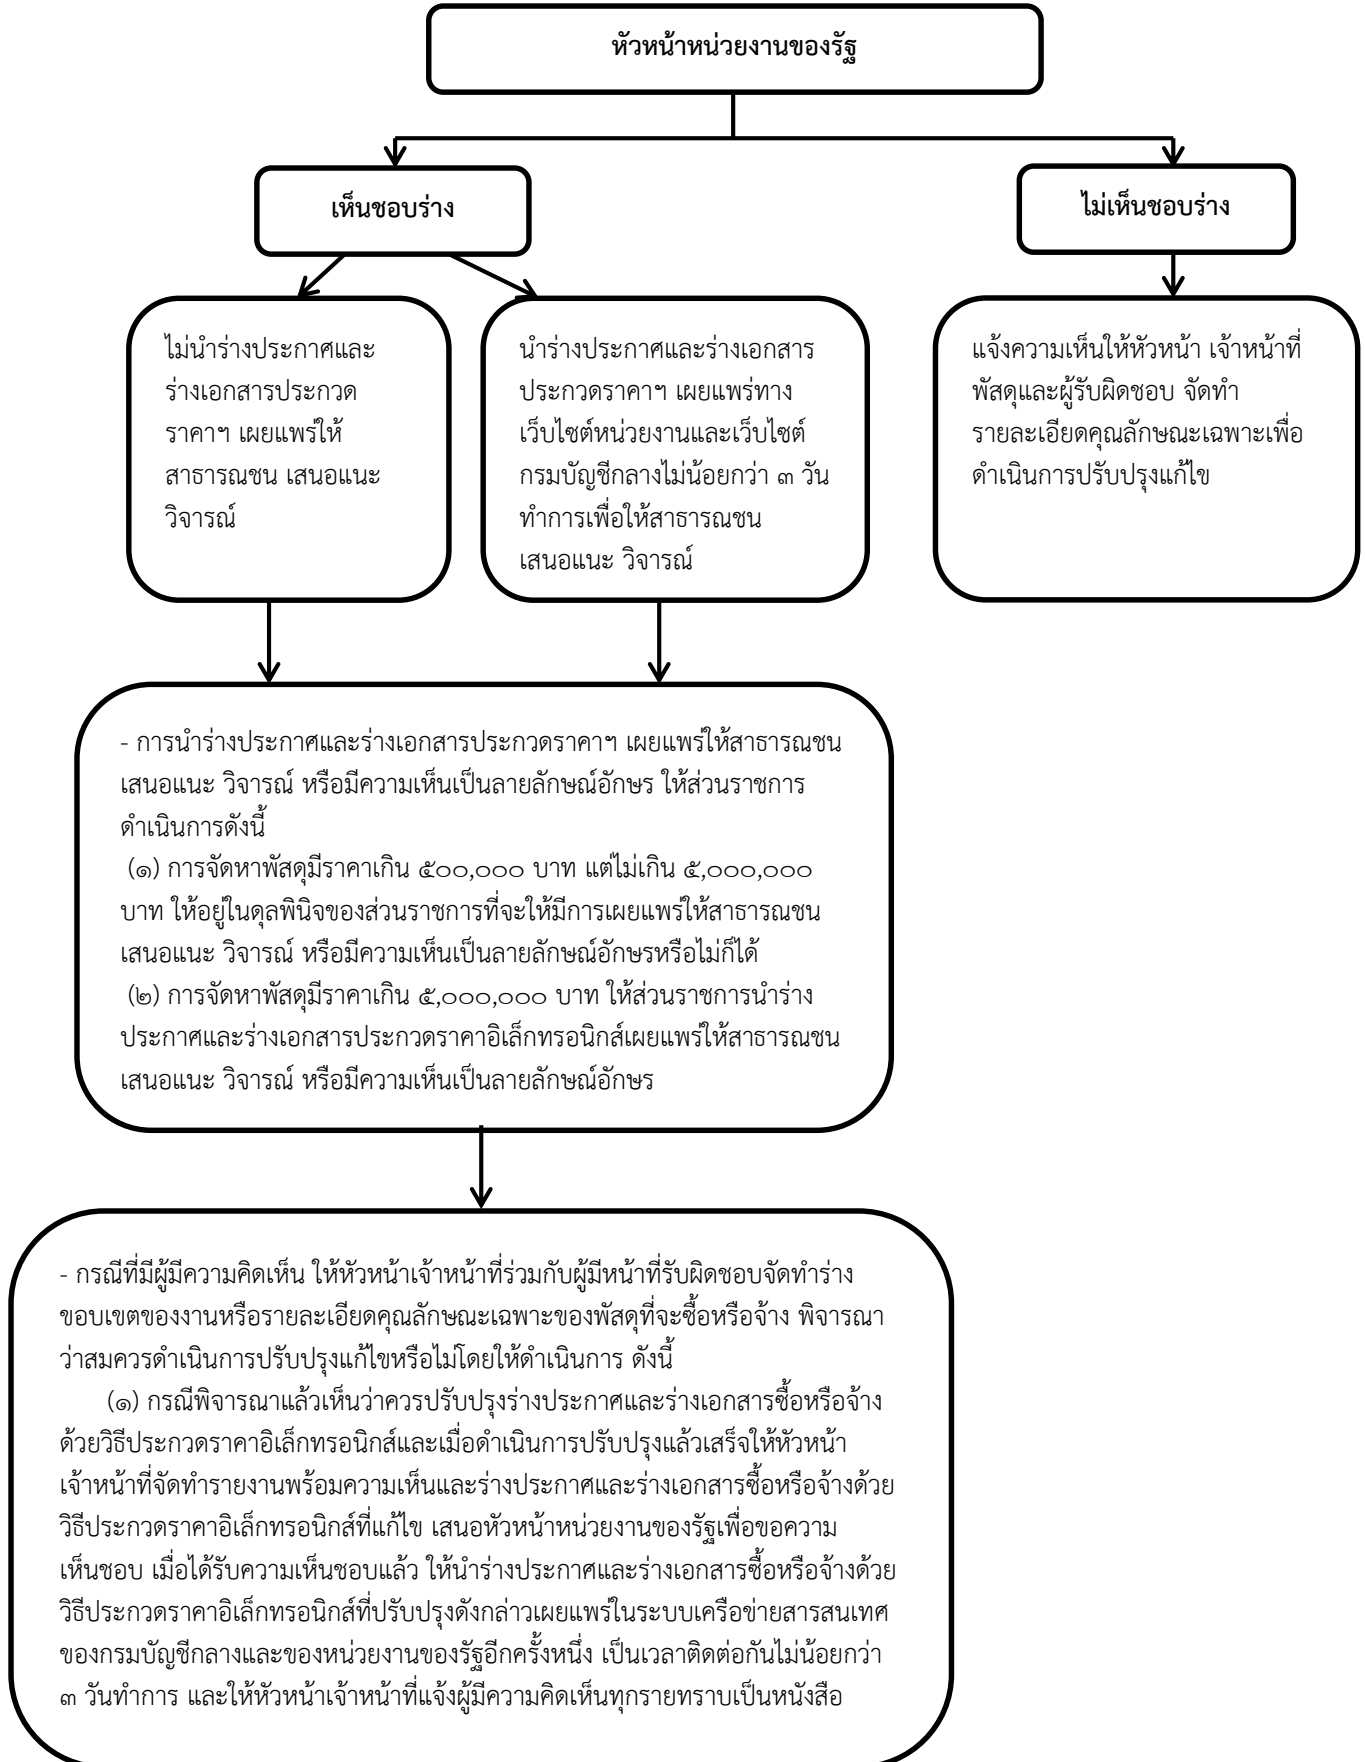 หัวหน้าหน่วยงานของรัฐ
เห็นชอบร่าง
ไม่เห็นชอบร่าง
ไม่นำร่างประกาศและ
ร่างเอกสารประกวด
ราคาฯ เผยแพร่ให้
สาธารณชน เสนอแนะ
วิจารณ์
นำร่างประกาศและร่างเอกสาร
ประกวดราคาฯ เผยแพร่ทาง
เว็บไซต์หน่วยงานและเว็บไซต์
กรมบัญชีกลางไม่น้อยกว่า ๓ วัน
ทำการเพื่อให้สาธารณชน
เสนอแนะ วิจารณ์
แจ้งความเห็นให้หัวหน้า เจ้าหน้าที่
พัสดุและผู้รับผิดชอบ จัดทำ
รายละเอียดคุณลักษณะเฉพาะเพื่อ
ดำเนินการปรับปรุงแก้ไข
- การนำร่างประกาศและร่างเอกสารประกวดราคาฯ เผยแพร่ให้สาธารณชน
เสนอแนะ วิจารณ์ หรือมีความเห็นเป็นลายลักษณ์อักษร ให้ส่วนราชการ
ดำเนินการดังนี้
(๑) การจัดหาพัสดุมีราคาเกิน ๕๐๐,๐๐๐ บาท แต่ไม่เกิน ๕,๐๐๐,๐๐๐
บาท ให้อยู่ในดุลพินิจของส่วนราชการที่จะให้มีการเผยแพร่ให้สาธารณชน
เสนอแนะ วิจารณ์ หรือมีความเห็นเป็นลายลักษณ์อักษรหรือไม่ก็ได้
(๒) การจัดหาพัสดุมีราคาเกิน ๕,๐๐๐,๐๐๐ บาท ให้ส่วนราชการนำร่าง
ประกาศและร่างเอกสารประกวดราคาอิเล็กทรอนิกส์เผยแพร่ให้สาธารณชน
เสนอแนะ วิจารณ์ หรือมีความเห็นเป็นลายลักษณ์อักษร
- กรณีที่มีผู้มีความคิดเห็น ให้หัวหน้าเจ้าหน้าที่ร่วมกับผู้มีหน้าที่รับผิดชอบจัดทำร่าง
ขอบเขตของงานหรือรายละเอียดคุณลักษณะเฉพาะของพัสดุที่จะซื้อหรือจ้าง พิจารณา
ว่าสมควรดำเนินการปรับปรุงแก้ไขหรือไม่โดยให้ดำเนินการ ดังนี้
(๑) กรณีพิจารณาแล้วเห็นว่าควรปรับปรุงร่างประกาศและร่างเอกสารซื้อหรือจ้าง
ด้วยวิธีประกวดราคาอิเล็กทรอนิกส์และเมื่อดำเนินการปรับปรุงแล้วเสร็จให้หัวหน้า
เจ้าหน้าที่จัดทำรายงานพร้อมความเห็นและร่างประกาศและร่างเอกสารซื้อหรือจ้างด้วย
วิธีประกวดราคาอิเล็กทรอนิกส์ที่แก้ไข เสนอหัวหน้าหน่วยงานของรัฐเพื่อขอความ
เห็นชอบ เมื่อได้รับความเห็นชอบแล้ว ให้นำร่างประกาศและร่างเอกสารซื้อหรือจ้างด้วย
วิธีประกวดราคาอิเล็กทรอนิกส์ที่ปรับปรุงดังกล่าวเผยแพร่ในระบบเครือข่ายสารสนเทศ
ของกรมบัญชีกลางและของหน่วยงานของรัฐอีกครั้งหนึ่ง เป็นเวลาติดต่อกันไม่น้อยกว่า
๓ วันทำการ และให้หัวหน้าเจ้าหน้าที่แจ้งผู้มีความคิดเห็นทุกรายทราบเป็นหนังสือ